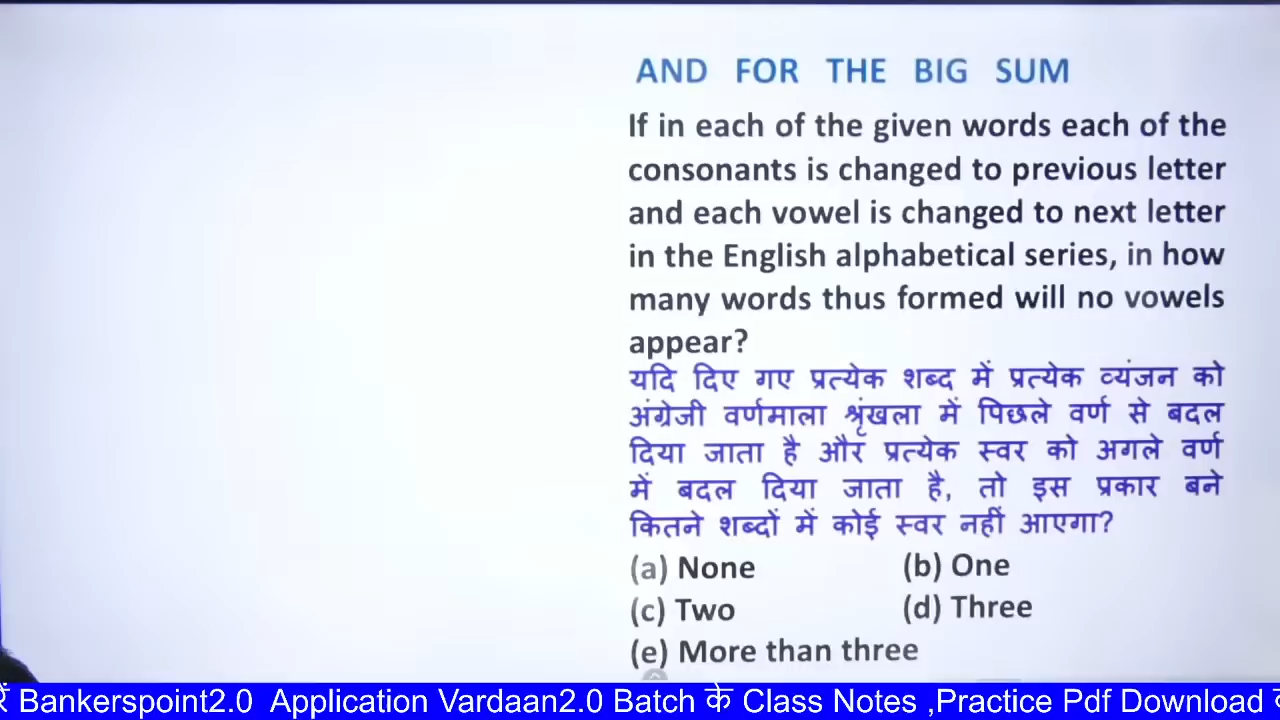 AND FOR THE BIG SUM
If in each of the given words each of the
consonants is changed to previous letter
and each vowel is changed to next letter
in the English alphabetical series, in how
many words thus formed will no vowels
appear?
यदि दिए गए प्रत्येक शब्द में प्रत्येक व्यंजन को
अंग्रेजी वर्णमाला श्रृंखला में पिछले वर्ण से बदल
दिया जाता है और प्रत्येक स्वर को अगले वर्ण
में बदल दिया जाता है, तो इस प्रकार बने
कितने शब्दों में कोई स्वर नहीं आएगा?
(a) None (b) One
(c) Two (d) Three
(e) More than three
Bankerspoint2.0 Application Vardaan2.0 Batch के Class Notes ,Practice Pdf Download